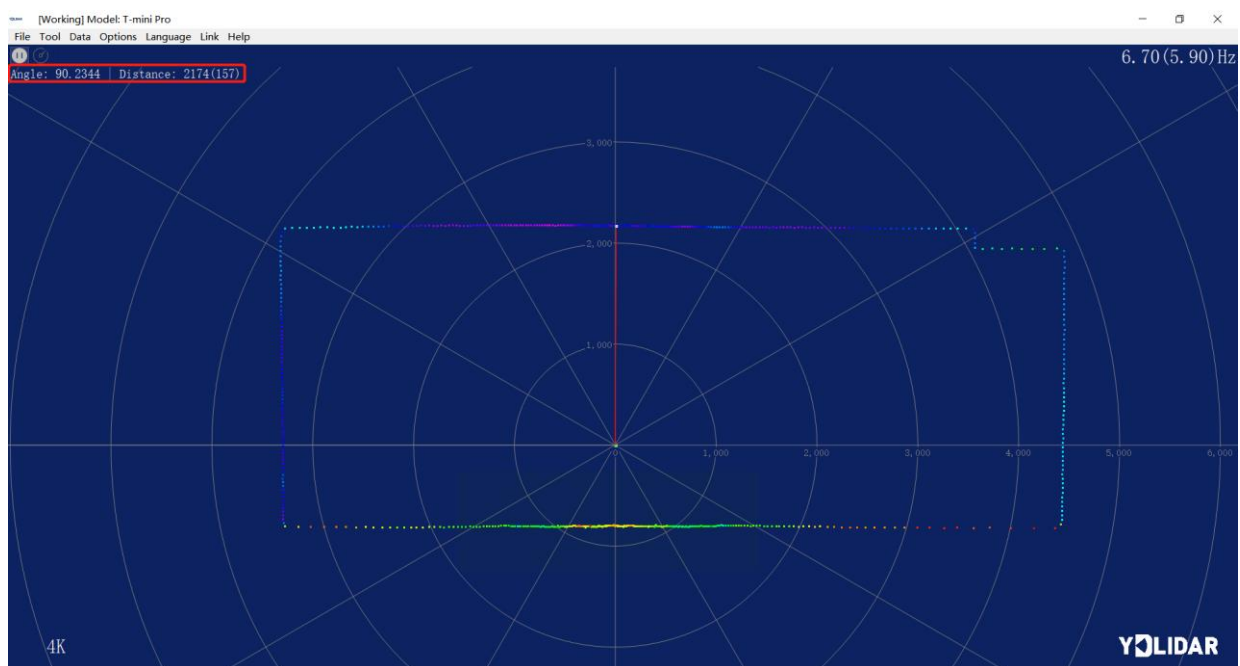 [Working] Model: T-mini Pro
File Tool Data Options Language Link Help
6.70(5.90)Hz
Angle: 90.2344 | Distance: 2174(157)
3,000
2,000
1,000
0 1,000 2,000 3,000 4,000 5,000 6,000
4K
YDLIDAR